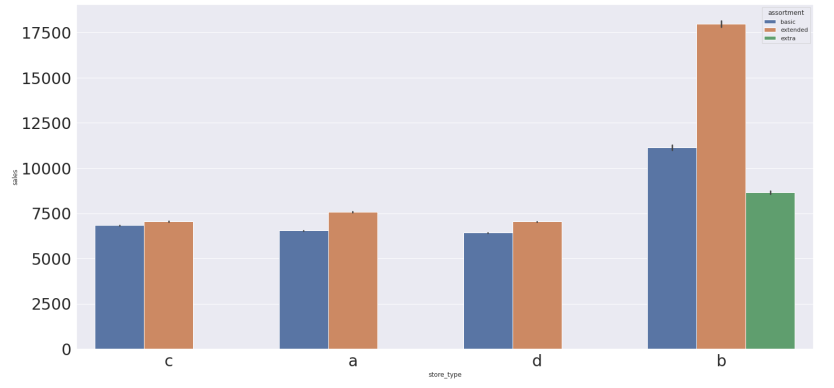 assortment
basic
extended
extra
17500
15000
12500
10000
7500
5000
2500
0
sales
c a d b
store_type